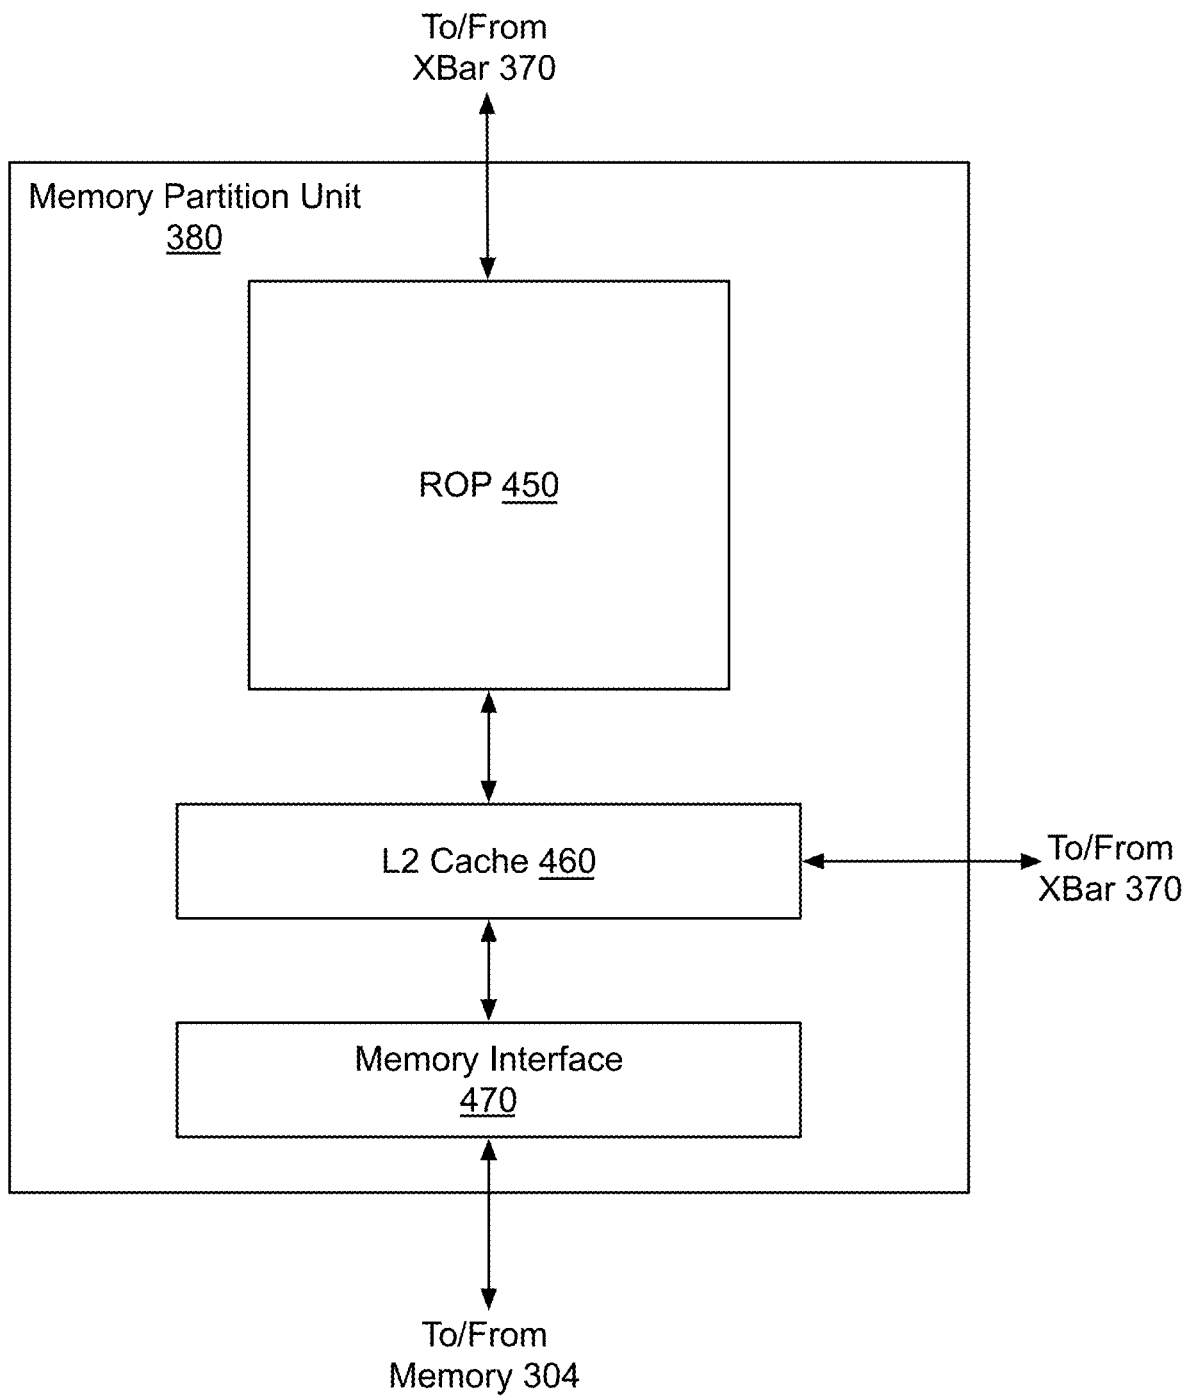 To/From
XBar 370
Memory Partition Unit
380
ROP 450
L2 Cache 460
To/From
XBar 370
Memory Interface
470
To/From
Memory 304